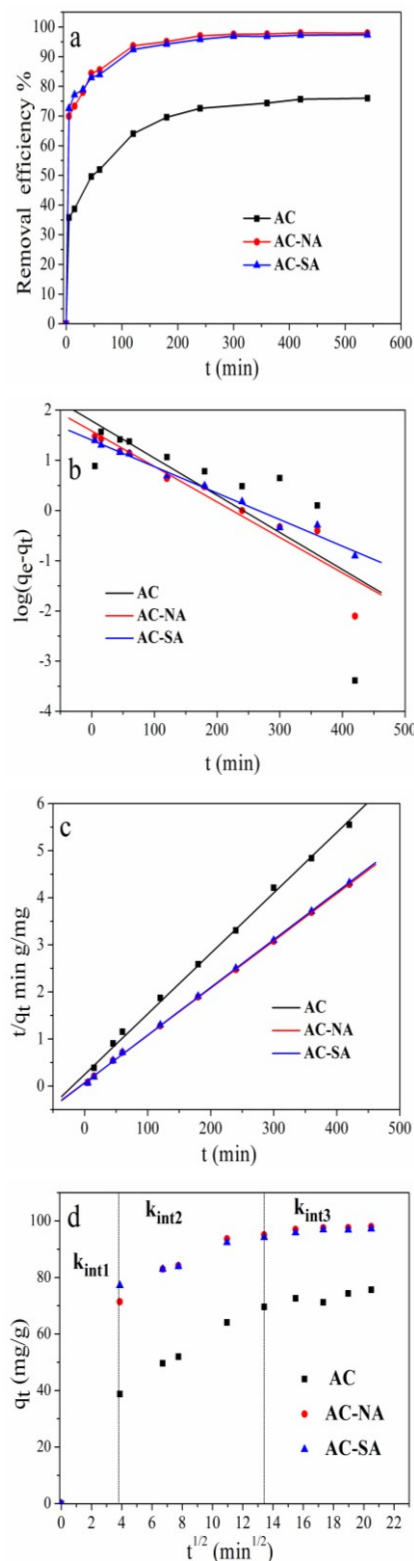 a
100
90
80
70
60
50
40
30
20
10
0
Removal efficiency %
AC
AC-NA
AC-SA
0 100 200 300 400 500 600
t (min)
b
2
1
0
-1
-2
-3
-4
log(qe-qt)
AC
AC-NA
AC-SA
0 100 200 300 400 500
t (min)
c
6
5
4
3
2
1
0
t/qt min g/mg
AC
AC-NA
AC-SA
0 100 200 300 400 500
t (min)
d
100
80
60
40
20
0
qt (mg/g)
kint1
kint2
kint3
AC
AC-NA
AC-SA
0 2 4 6 8 10 12 14 16 18 20 22
t1/2 (min1/2)